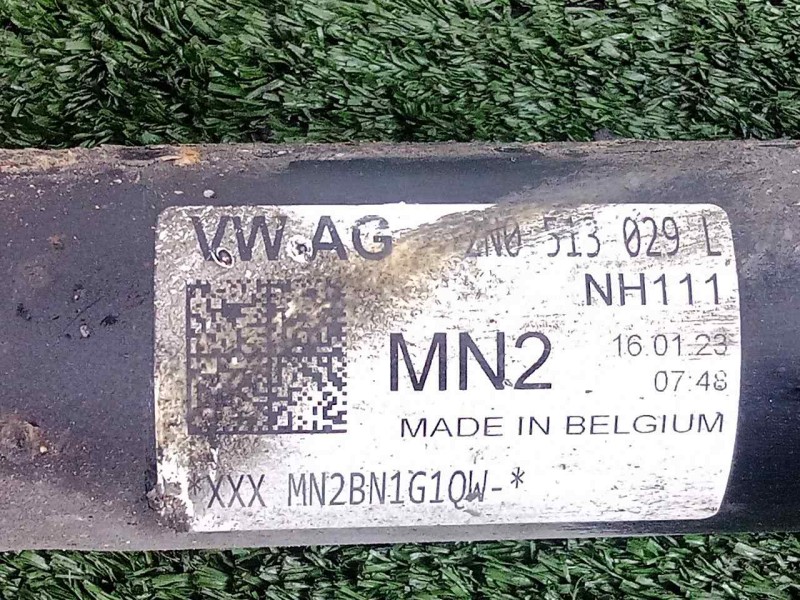 VW AG 2N0 513 029 L
NH111
MN2 16.01.23
07:48
MADE IN BELGIUM
*XXX MN2BN1G1QW-*